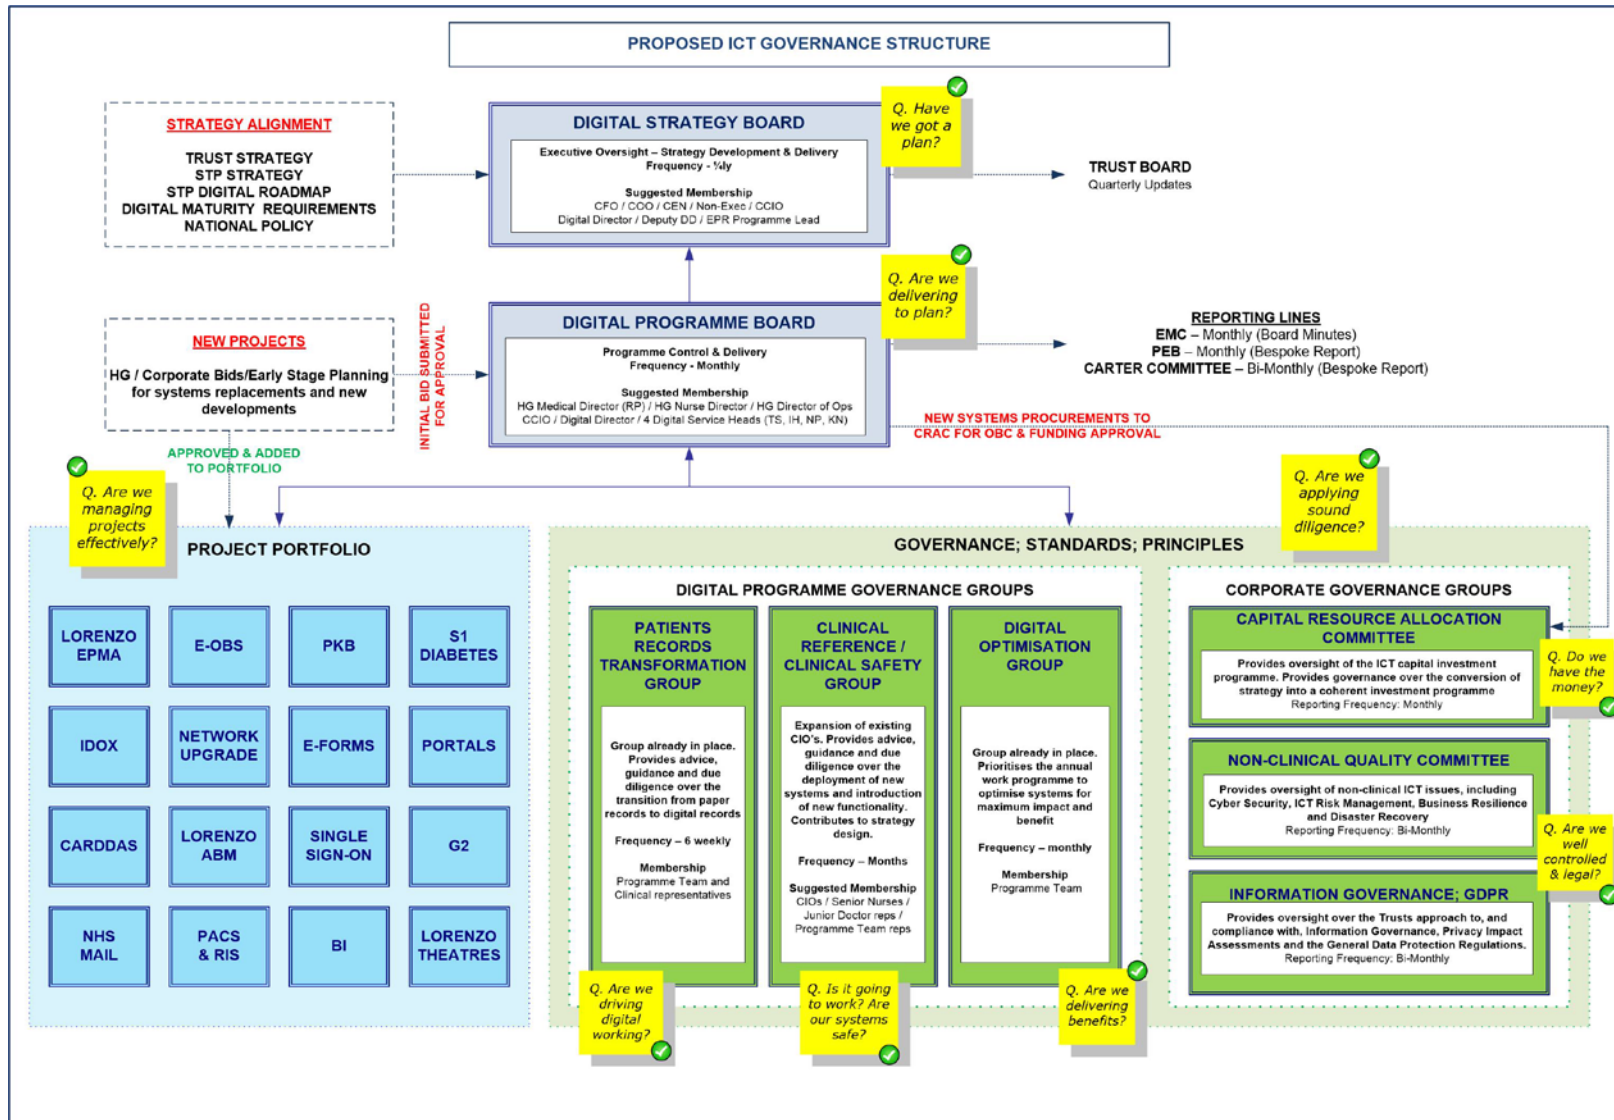 PROPOSED ICT GOVERNANCE STRUCTURE
STRATEGY ALIGNMENT
TRUST STRATEGY
STP STRATEGY
STP DIGITAL ROADMAP
DIGITAL MATURITY REQUIREMENTS
NATIONAL POLICY
DIGITAL STRATEGY BOARD
Executive Oversight – Strategy Development & Delivery
Frequency - ¼ly
Suggested Membership
CFO / COO / CEN / Non-Exec / CCIO
Digital Director / Deputy DD / EPR Programme Lead
Q. Have
we got a
plan?
TRUST BOARD
Quarterly Updates
NEW PROJECTS
HG / Corporate Bids/Early Stage Planning
for systems replacements and new
developments
INITIAL BID SUBMITTED
FOR APPROVAL
DIGITAL PROGRAMME BOARD
Programme Control & Delivery
Frequency - Monthly
Suggested Membership
HG Medical Director (RP) / HG Nurse Director / HG Director of Ops
CCIO / Digital Director / 4 Digital Service Heads (TS, IH, NP, KN)
Q. Are we
delivering
to plan?
REPORTING LINES
EMC – Monthly (Board Minutes)
PEB – Monthly (Bespoke Report)
CARTER COMMITTEE – Bi-Monthly (Bespoke Report)
NEW SYSTEMS PROCUREMENTS TO
CRAC FOR OBC & FUNDING APPROVAL
APPROVED & ADDED
TO PORTFOLIO
Q. Are we
managing
projects
effectively?
PROJECT PORTFOLIO
LORENZO
EPMA
E-OBS
PKB
S1
DIABETES
IDOX
NETWORK
UPGRADE
E-FORMS
PORTALS
CARDDAS
LORENZO
ABM
SINGLE
SIGN-ON
G2
NHS
MAIL
PACS
& RIS
BI
LORENZO
THEATRES
Q. Are we
applying
sound
diligence?
GOVERNANCE; STANDARDS; PRINCIPLES
DIGITAL PROGRAMME GOVERNANCE GROUPS
PATIENTS
RECORDS
TRANSFORMATION
GROUP
Group already in place.
Provides advice,
guidance and due
diligence over the
transition from paper
records to digital records
Frequency – 6 weekly
Membership
Programme Team and
Clinical representatives
Q. Are we
driving
digital
working?
CLINICAL
REFERENCE /
CLINICAL SAFETY
GROUP
Expansion of existing
CIO's. Provides advice,
guidance and due
diligence over the
deployment of new
systems and introduction
of new functionality.
Contributes to strategy
design.
Frequency – Months
Suggested Membership
CIOs / Senior Nurses /
Junior Doctor reps /
Programme Team reps
Q. Is it going
to work? Are
our systems
safe?
DIGITAL
OPTIMISATION
GROUP
Group already in place.
Prioritises the annual
work programme to
optimise systems for
maximum impact and
benefit
Frequency – monthly
Membership
Programme Team
Q. Are we
delivering
benefits?
CORPORATE GOVERNANCE GROUPS
CAPITAL RESOURCE ALLOCATION
COMMITTEE
Provides oversight of the ICT capital investment
programme. Provides governance over the conversion of
strategy into a coherent investment programme
Reporting Frequency: Monthly
Q. Do we
have the
money?
NON-CLINICAL QUALITY COMMITTEE
Provides oversight of non-clinical ICT issues, including
Cyber Security, ICT Risk Management, Business Resilience
and Disaster Recovery
Reporting Frequency: Bi-Monthly
Q. Are we
well
controlled
& legal?
INFORMATION GOVERNANCE; GDPR
Provides oversight over the Trusts approach to, and
compliance with, Information Governance, Privacy Impact
Assessments and the General Data Protection Regulations.
Reporting Frequency: Bi-Monthly